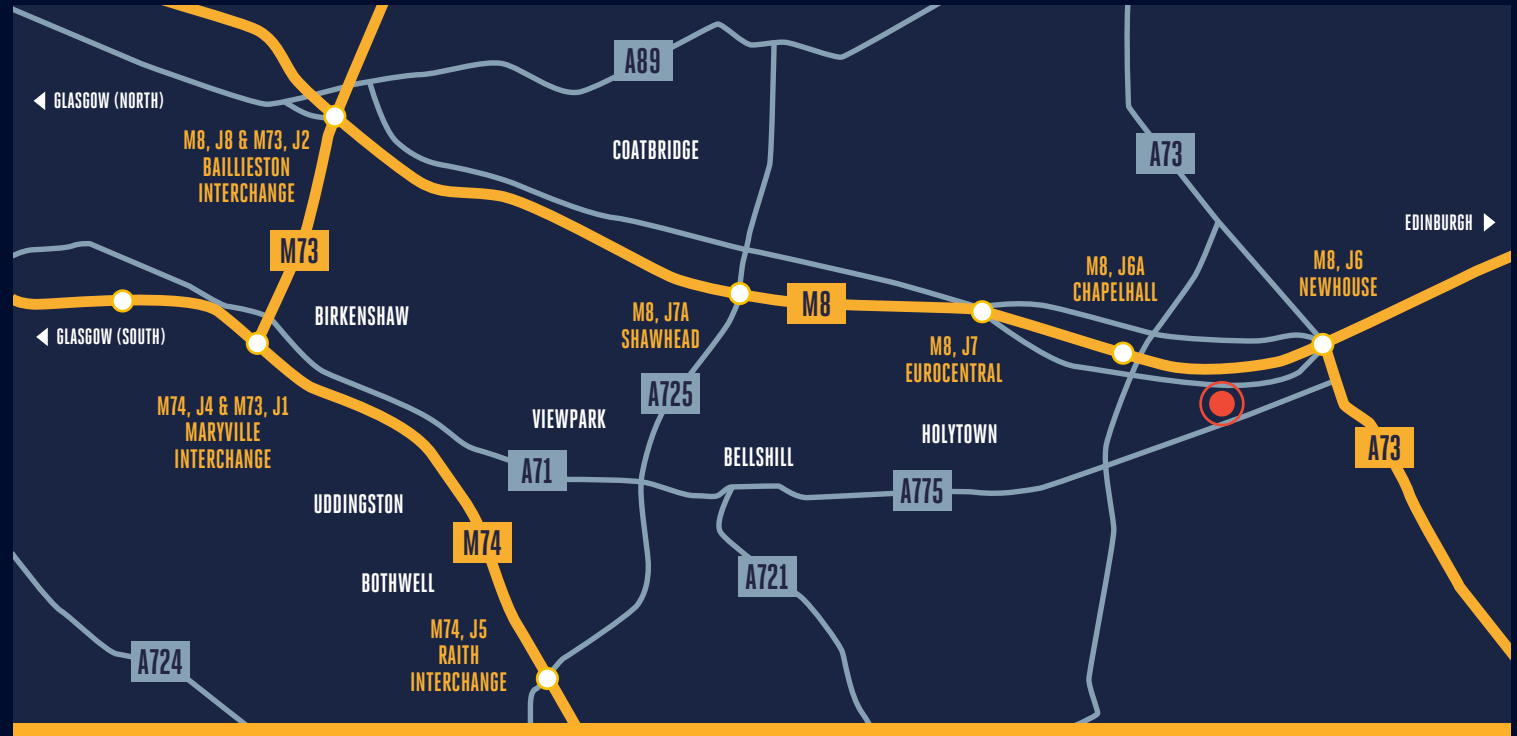 A89
GLASGOW (NORTH)
M8, J8 & M73, J2
BAILLIESTON
INTERCHANGE
COATBRIDGE
A73
EDINBURGH
M73
M8, J6A
CHAPELHALL
M8, J6
NEWHOUSE
BIRKENSHAW
M8, J7A
SHAWHEAD
M8
GLASGOW (SOUTH)
M8, J7
EUROCENTRAL
M74, J4 & M73, J1
MARYVILLE
INTERCHANGE
A725
VIEWPARK
HOLYTOWN
A73
BELLSHILL
A71
A775
UDDINGSTON
M74
BOTHWELL
A721
M74, J5
RAITH
INTERCHANGE
A724